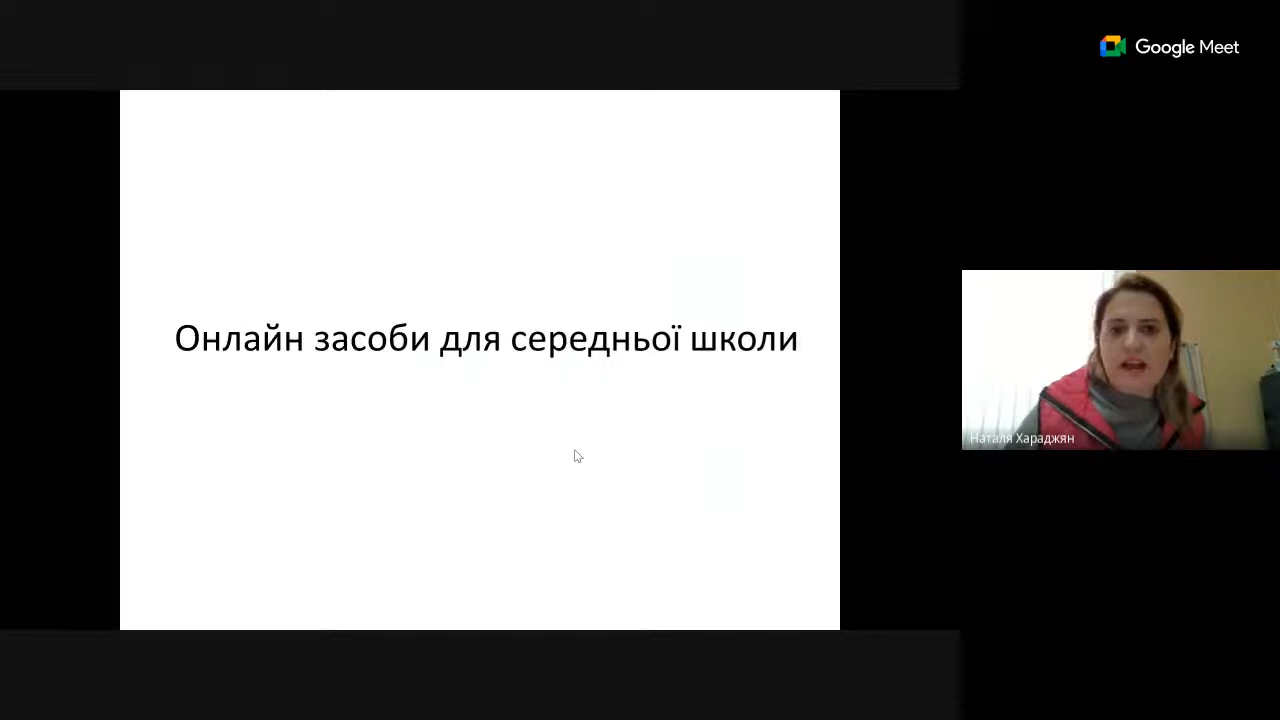 Google Meet
Онлайн засоби для середньої школи
Наталя Хараджян